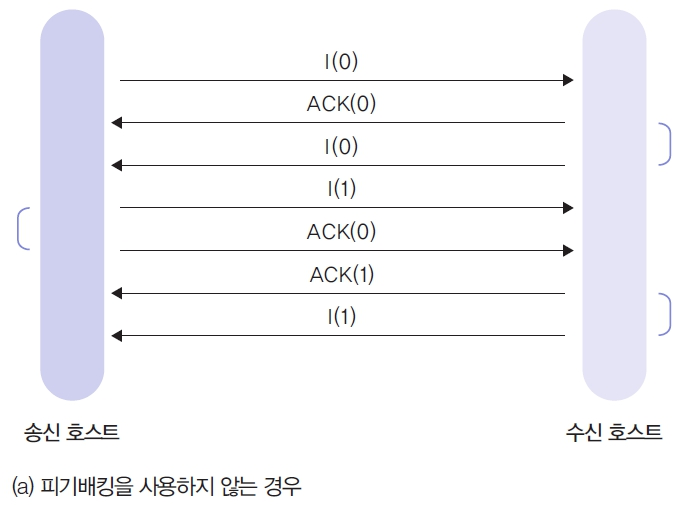 I(0)
ACK(0)
I(0)
I(1)
ACK(0)
ACK(1)
I(1)
송신 호스트
수신 호스트
(a) 피기배킹을 사용하지 않는 경우